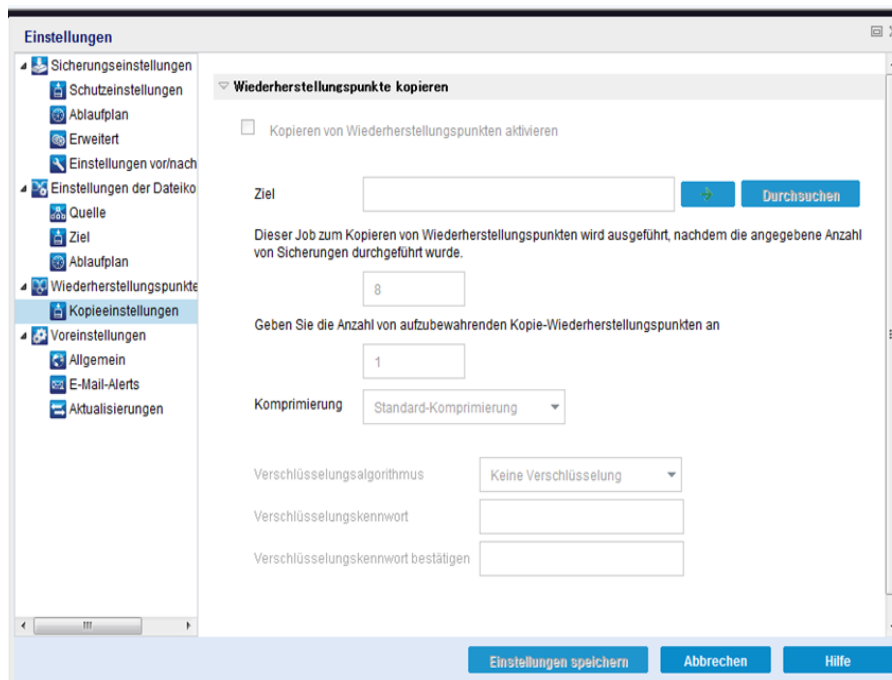 Einstellungen
Sicherungseinstellungen
Schutzeinstellungen
Ablaufplan
Erweitert
Einstellungen vor/nach
Einstellungen der Dateiko
Quelle
Ziel
Ablaufplan
Wiederherstellungspunkte
Kopieeinstellungen
Voreinstellungen
Allgemein
E-Mail-Alerts
Aktualisierungen
Wiederherstellungspunkte kopieren
Kopieren von Wiederherstellungspunkten aktivieren
Ziel
Durchsuchen
Dieser Job zum Kopieren von Wiederherstellungspunkten wird ausgeführt, nachdem die angegebene Anzahl
von Sicherungen durchgeführt wurde.
8
Geben Sie die Anzahl von aufzubewahrenden Kopie-Wiederherstellungspunkten an
1
Komprimierung Standard-Komprimierung
Verschlüsselungsalgorithmus Keine Verschlüsselung
Verschlüsselungskennwort
Verschlüsselungskennwort bestätigen
Einstellungen speichern Abbrechen Hilfe